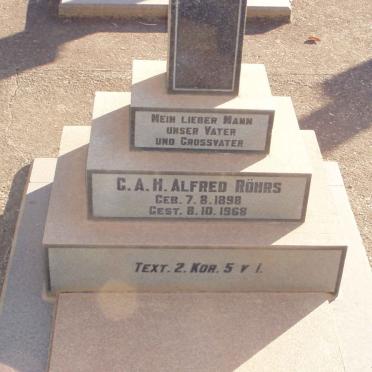 MEIN LIEBER MANN
UNSER VATER
UND GROSSVATER
C.A.H. ALFRED RÖHRS
GEB. 7.8.1898
GEST. 8.10.1968
TEXT. 2. KOR. 5 V 1.